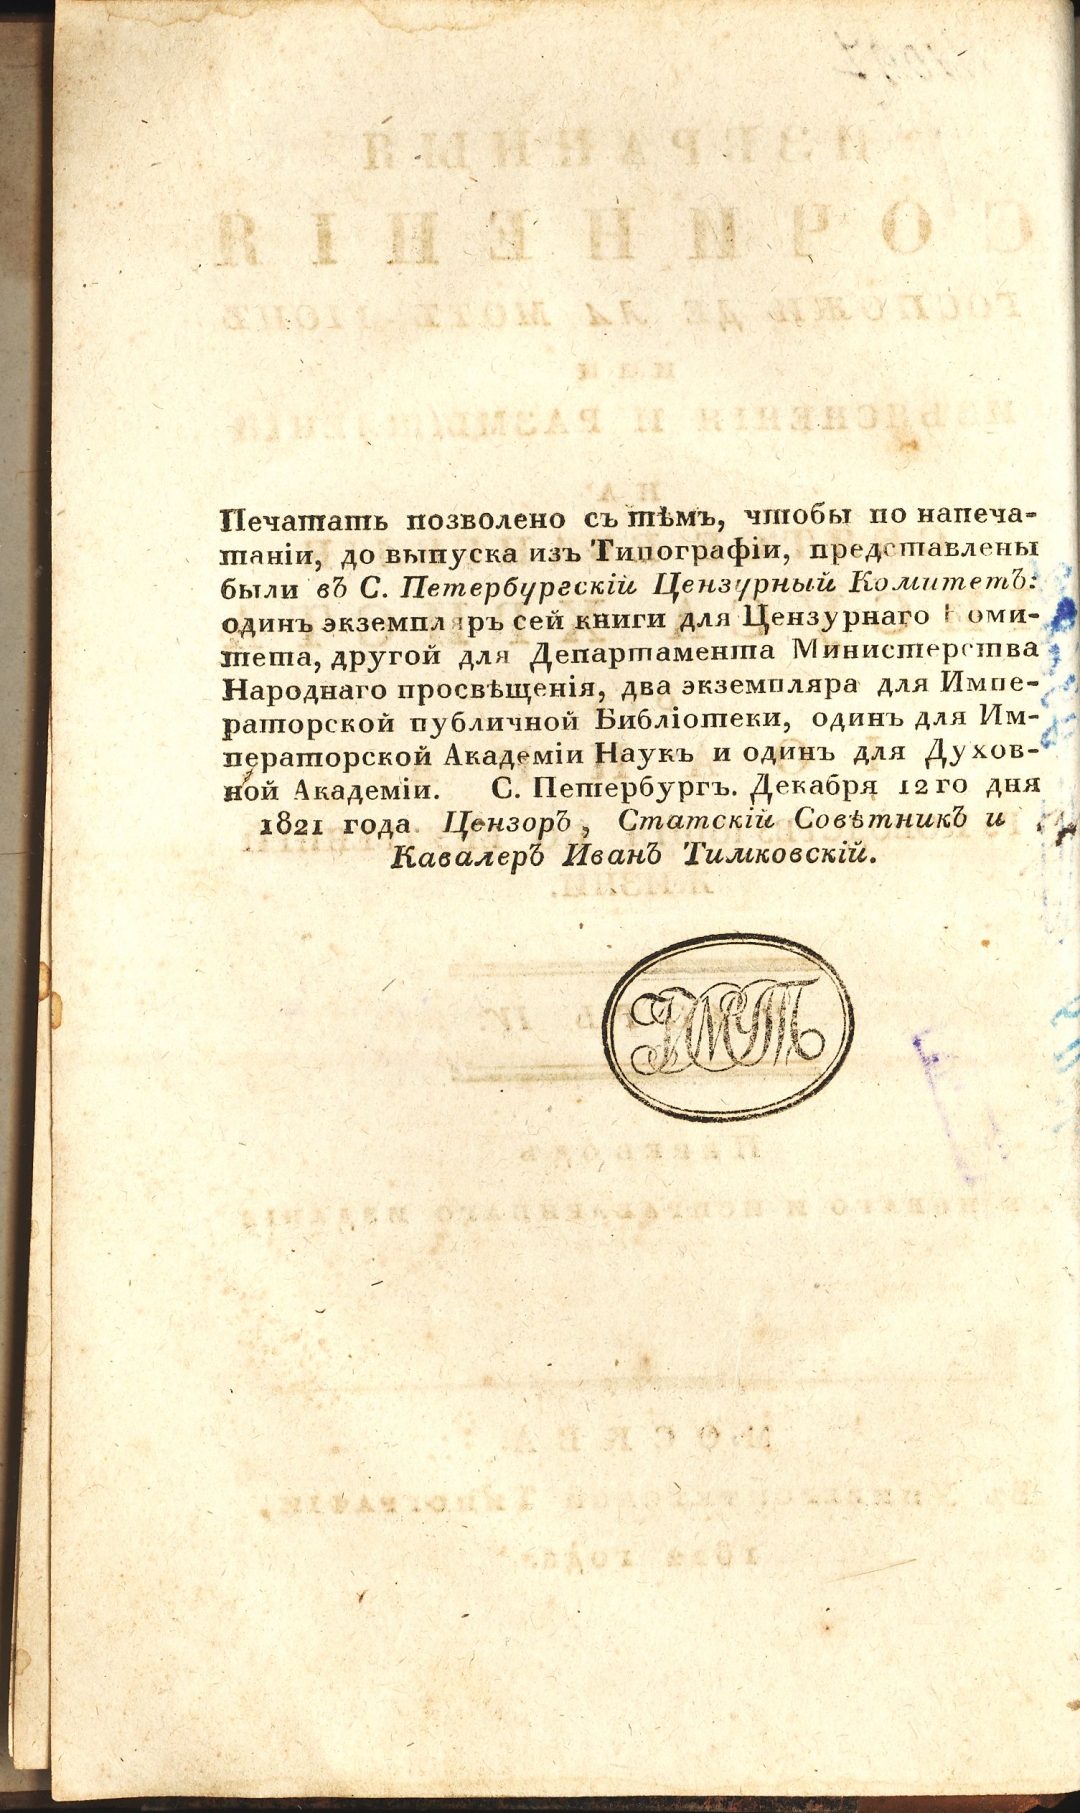 Печатать позволено съ тѣмъ, чтобы по напеча-
таніи, до выпуска изъ Типографіи, представлены
были въ С. Петербургскій Цензурный Комитетъ:
одинъ экземпляръ сей книги для Цензурнаго Коми-
тета, другой для Департамента Министерства
Народнаго просвѣщенія, два экземпляра для Импе-
раторской публичной Библіотеки, одинъ для Им-
ператорской Академіи Наукъ и одинъ для Духов-
ной Академіи. С. Петербургъ. Декабря 12го дня
1821 года. Цензоръ, Статскій Совѣтникъ и
Кавалеръ Иванъ Тимковскій.